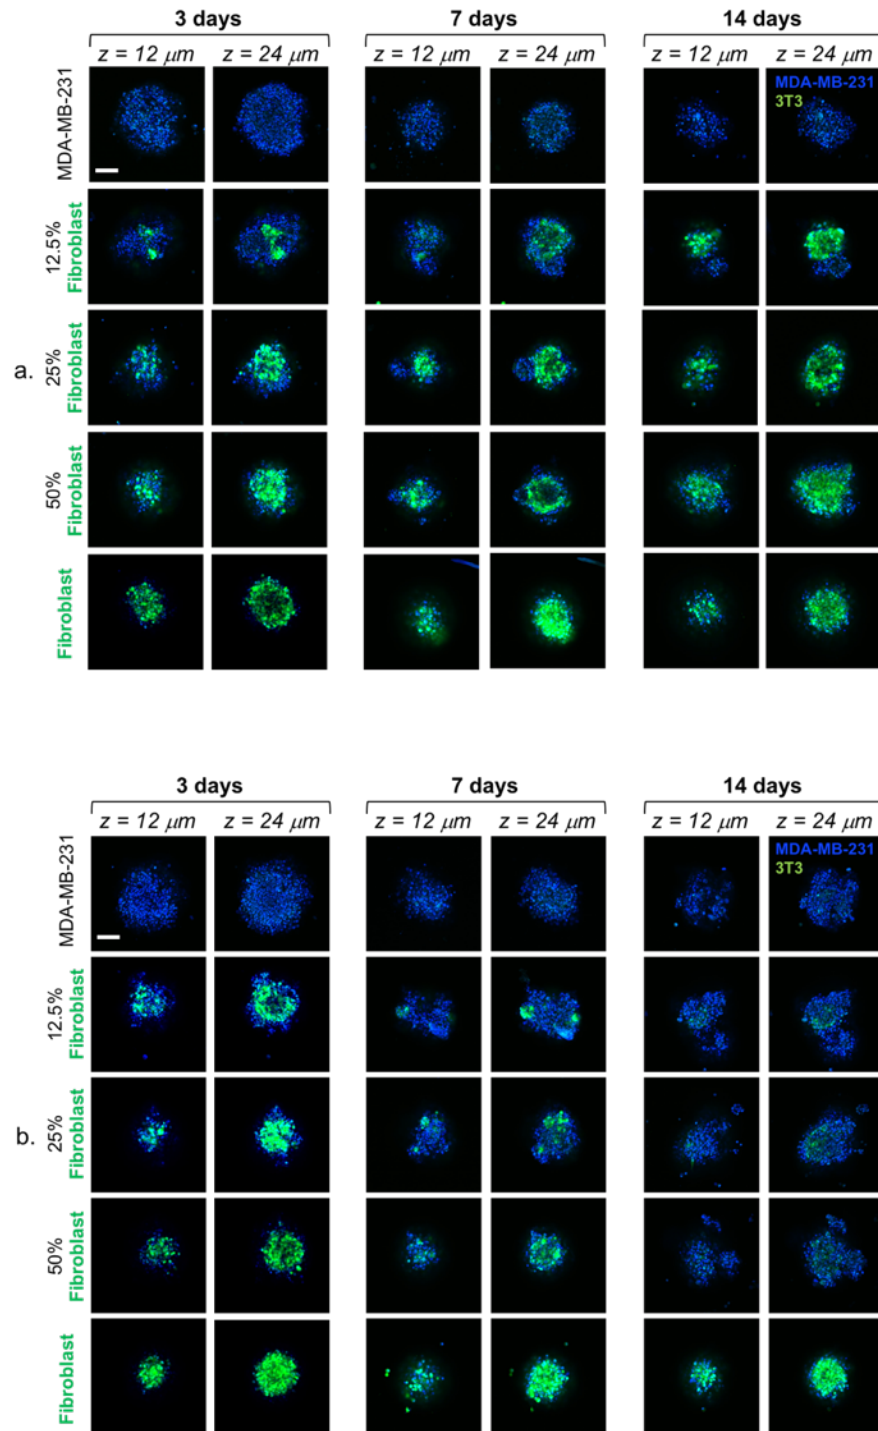 3 days 7 days 14 days
z = 12 μm z = 24 μm z = 12 μm z = 24 μm z = 12 μm z = 24 μm
MDA-MB-231
MDA-MB-231
3T3
12.5%
Fibroblast
a.
25%
Fibroblast
50%
Fibroblast
Fibroblast
3 days 7 days 14 days
z = 12 μm z = 24 μm z = 12 μm z = 24 μm z = 12 μm z = 24 μm
MDA-MB-231
MDA-MB-231
3T3
12.5%
Fibroblast
b.
25%
Fibroblast
50%
Fibroblast
Fibroblast